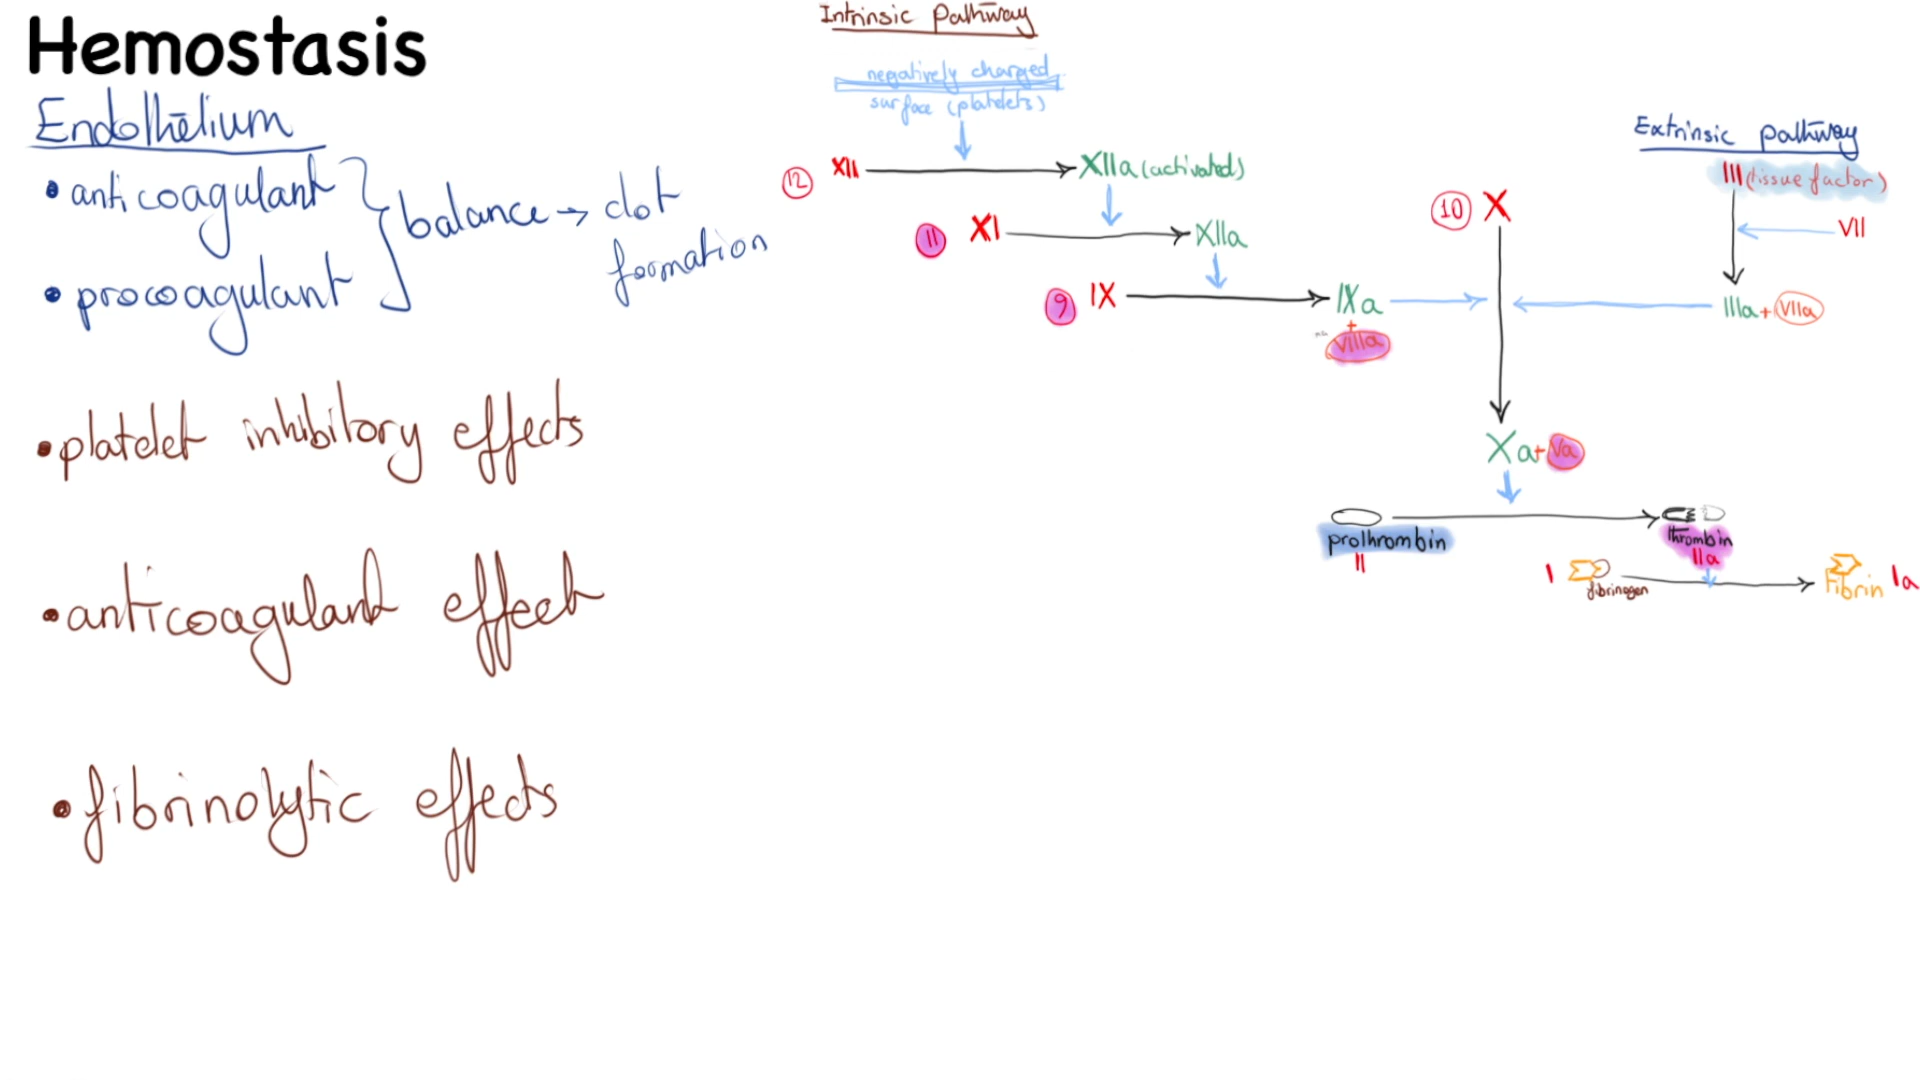 Hemostasis
Endothelium
• anticoagulant
• procoagulant
balance → clot
formation
• platelet inhibitory effects
• anticoagulant effect
• fibrinolytic effects
Intrinsic Pathway
negatively charged
surface (platelets)
12 XII XIIa (activated)
11 XI XIIa
9 IX IXa
+
VIIIa
Extrinsic pathway
III (tissue factor)
VII
IIIa + VIIa
10 X
Xa + Va
prothrombin
II
thrombin
IIa
I fibrinogen
Fibrin Ia